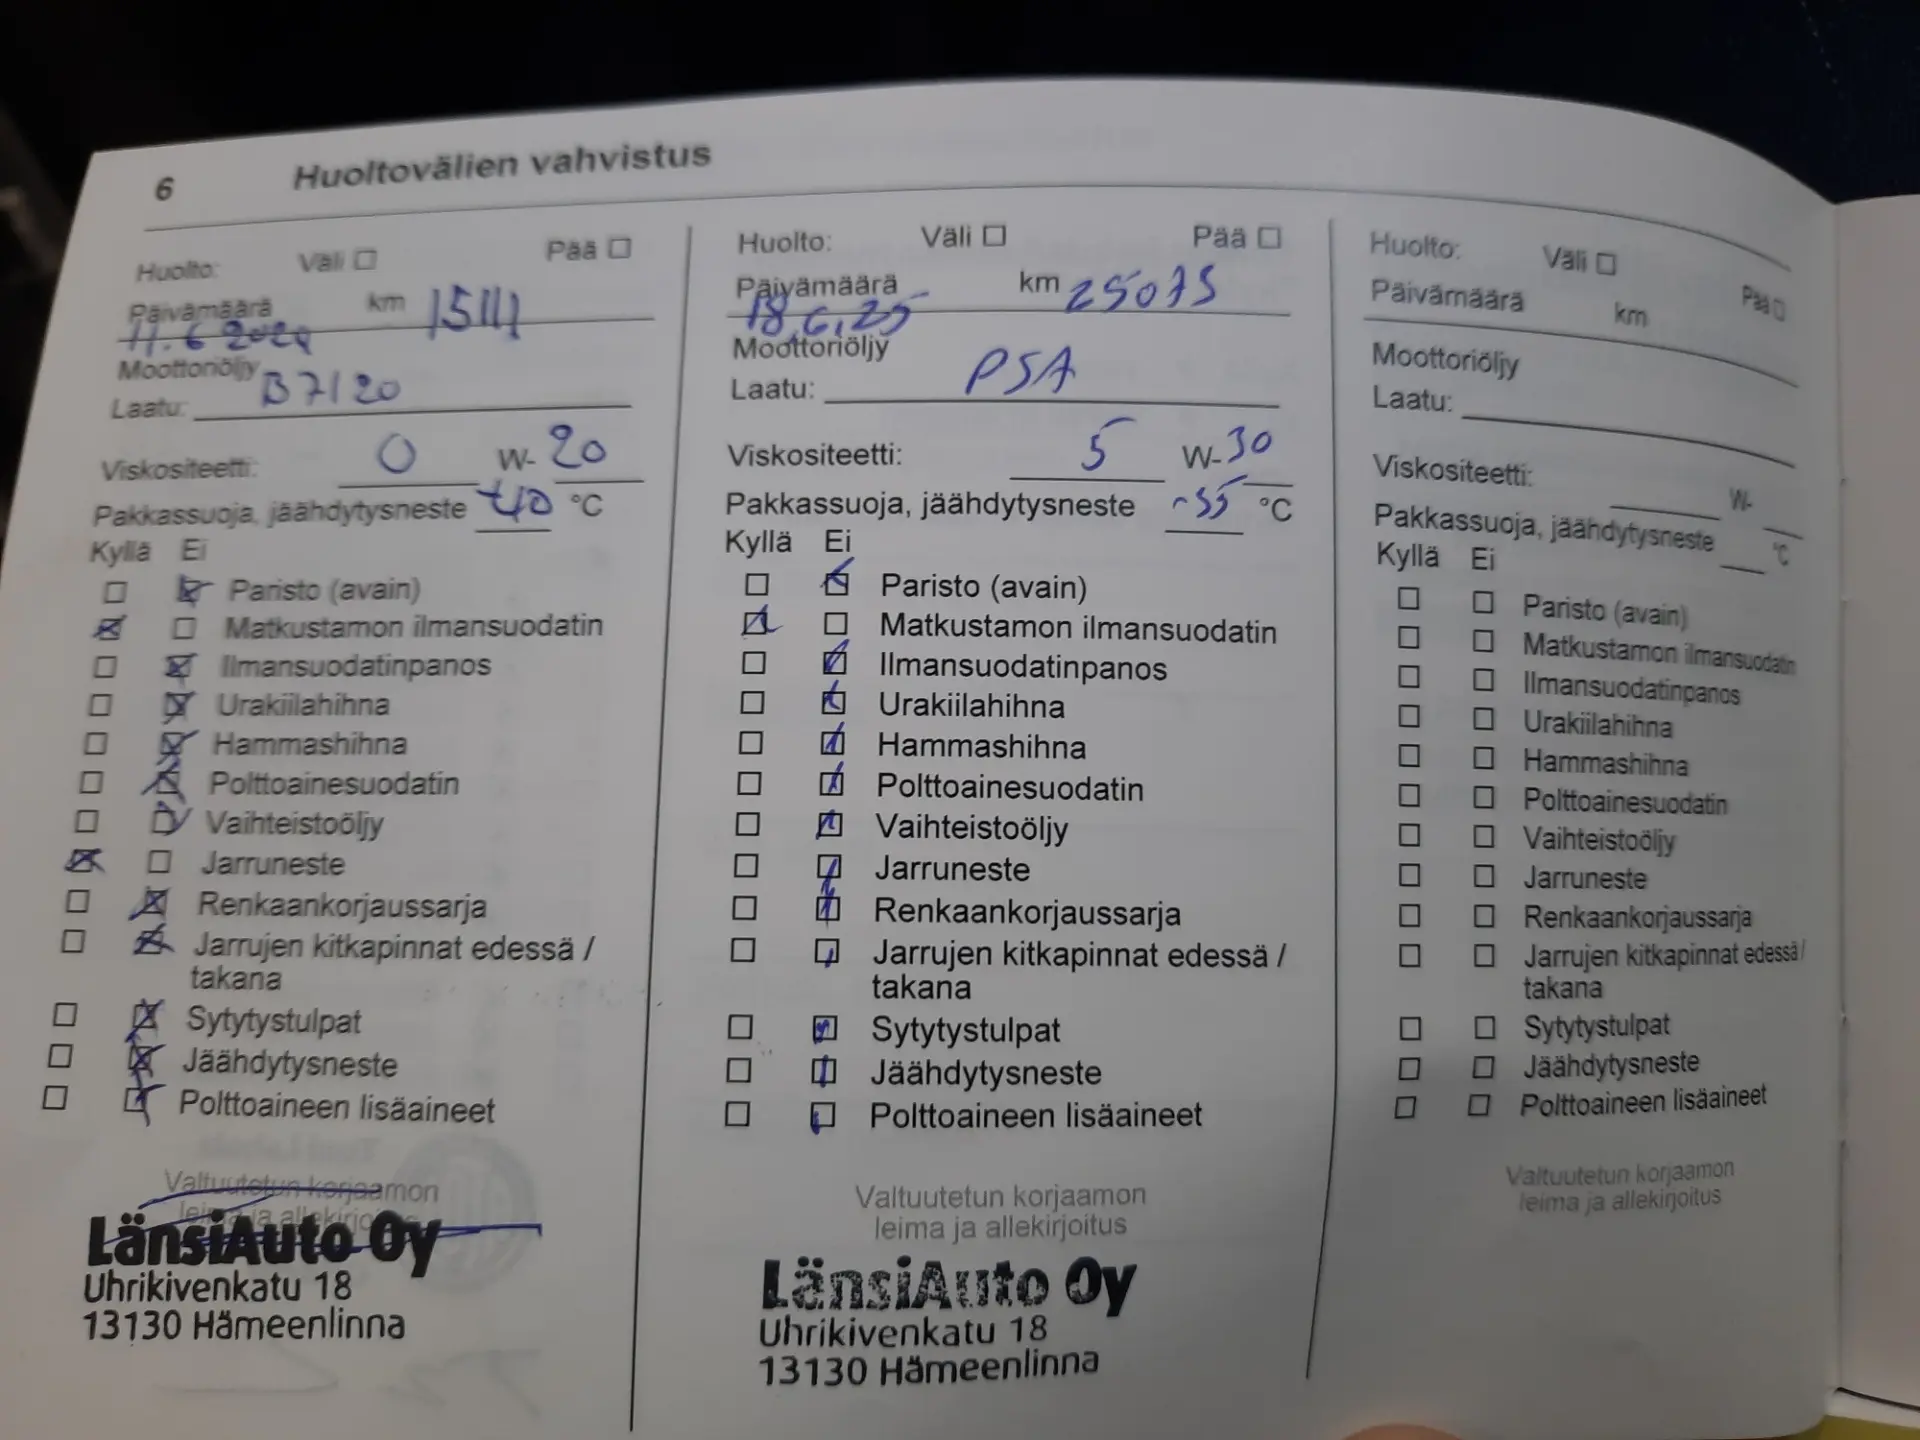 6 Huoltovälien vahvistus
Huolto: Väli Pää
Päivämäärä km 15111
11.6 2024
Moottoriöljy
Laatu: B7120
Viskositeetti: 0 W- 20
Pakkassuoja, jäähdytysneste -40 °C
Kyllä Ei
Paristo (avain)
Matkustamon ilmansuodatin
Ilmansuodatinpanos
Urakiilahihna
Hammashihna
Polttoainesuodatin
Vaihteistoöljy
Jarruneste
Renkaankorjaussarja
Jarrujen kitkapinnat edessä /
takana
Sytytystulpat
Jäähdytysneste
Polttoaineen lisäaineet
Valtuutetun korjaamon
leima ja allekirjoitus
LänsiAuto Oy
Uhrikivenkatu 18
13130 Hämeenlinna
Huolto: Väli Pää
Päivämäärä km 25075
18.6.25
Moottoriöljy
Laatu: PSA
Viskositeetti: 5 W-30
Pakkassuoja, jäähdytysneste -35 °C
Kyllä Ei
Paristo (avain)
Matkustamon ilmansuodatin
Ilmansuodatinpanos
Urakiilahihna
Hammashihna
Polttoainesuodatin
Vaihteistoöljy
Jarruneste
Renkaankorjaussarja
Jarrujen kitkapinnat edessä /
takana
Sytytystulpat
Jäähdytysneste
Polttoaineen lisäaineet
Valtuutetun korjaamon
leima ja allekirjoitus
LänsiAuto Oy
Uhrikivenkatu 18
13130 Hämeenlinna
Huolto: Väli Pää
Päivämäärä km
Moottoriöljy
Laatu:
Viskositeetti: W-
Pakkassuoja, jäähdytysneste °C
Kyllä Ei
Paristo (avain)
Matkustamon ilmansuodatin
Ilmansuodatinpanos
Urakiilahihna
Hammashihna
Polttoainesuodatin
Vaihteistoöljy
Jarruneste
Renkaankorjaussarja
Jarrujen kitkapinnat edessä /
takana
Sytytystulpat
Jäähdytysneste
Polttoaineen lisäaineet
Valtuutetun korjaamon
leima ja allekirjoitus